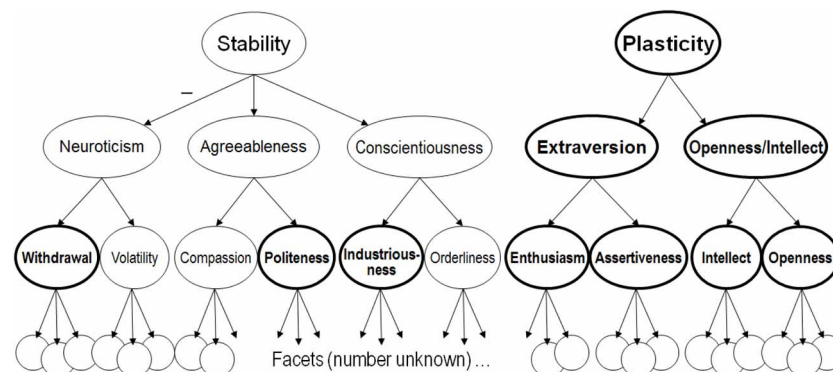 Stability
Plasticity
–
Neuroticism
Agreeableness
Conscientiousness
Extraversion
Openness/Intellect
Withdrawal
Volatility
Compassion
Politeness
Industrious-
ness
Orderliness
Enthusiasm
Assertiveness
Intellect
Openness
Facets (number unknown) ...